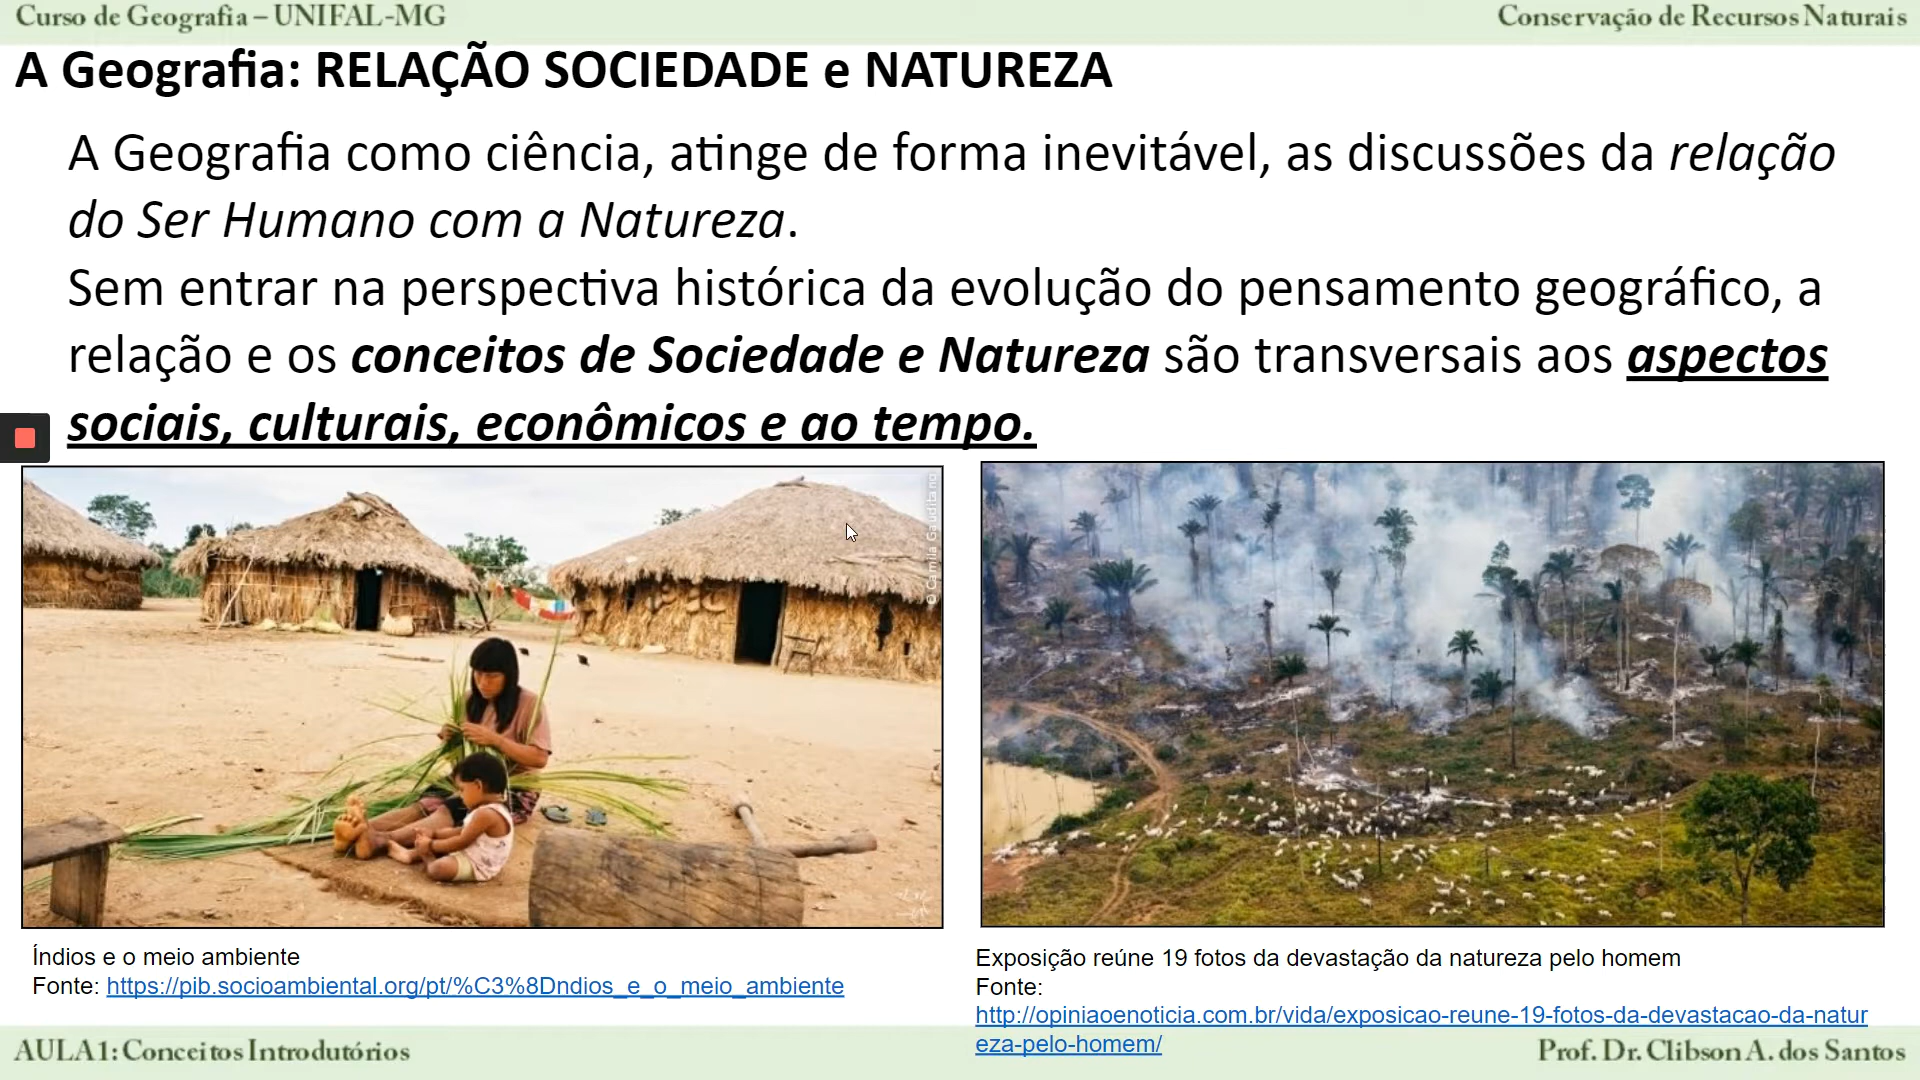 Curso de Geografia – UNIFAL-MG
Conservação de Recursos Naturais
A Geografia: RELAÇÃO SOCIEDADE e NATUREZA
A Geografia como ciência, atinge de forma inevitável, as discussões da relação
do Ser Humano com a Natureza.
Sem entrar na perspectiva histórica da evolução do pensamento geográfico, a
relação e os conceitos de Sociedade e Natureza são transversais aos aspectos
sociais, culturais, econômicos e ao tempo.
© Camila Gauditano
Índios e o meio ambiente
Fonte: https://pib.socioambiental.org/pt/%C3%8Dndios_e_o_meio_ambiente
Exposição reúne 19 fotos da devastação da natureza pelo homem
Fonte:
http://opiniaoenoticia.com.br/vida/exposicao-reune-19-fotos-da-devastacao-da-natur
eza-pelo-homem/
AULA1: Conceitos Introdutórios
Prof. Dr. Clibson A. dos Santos